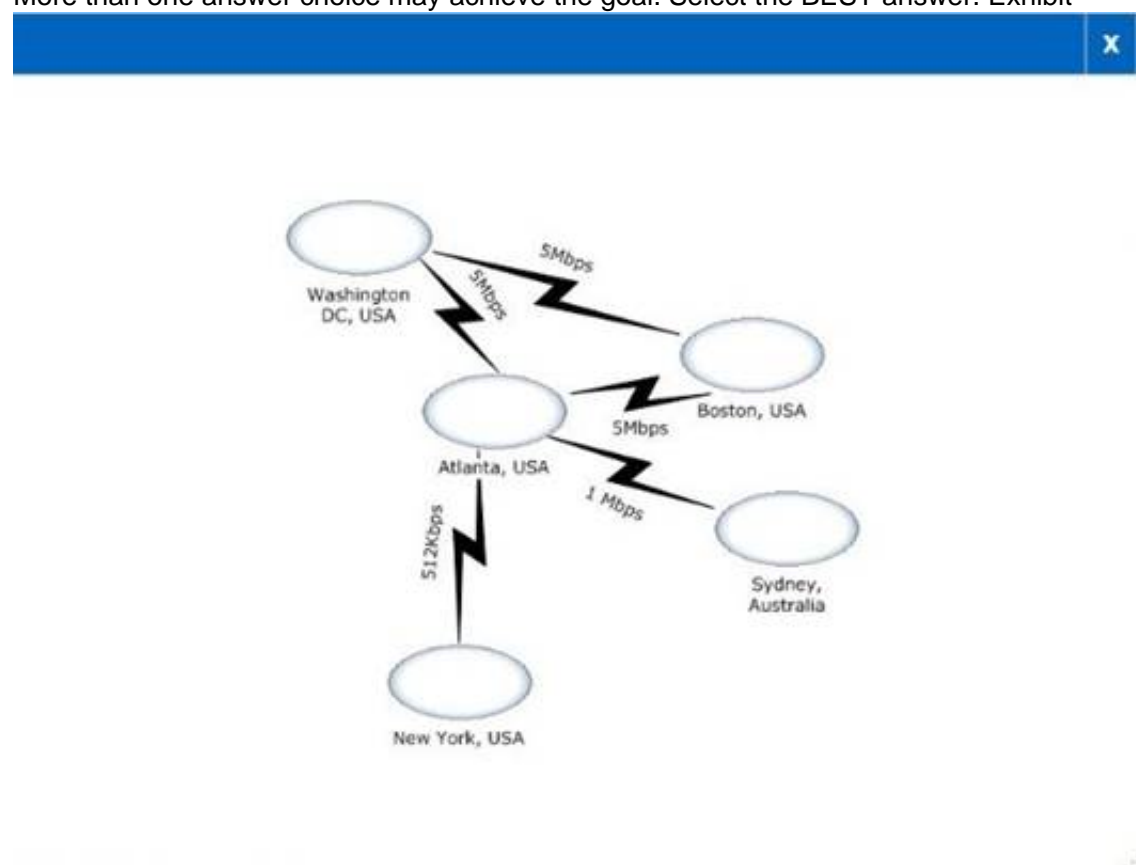 More than one answer choice may achieve the goal. Select the BEST answer. Exhibit
x
5Mbps
5Mbps
Washington
DC, USA
Boston, USA
5Mbps
Atlanta, USA
1 Mbps
512Kbps
Sydney,
Australia
New York, USA